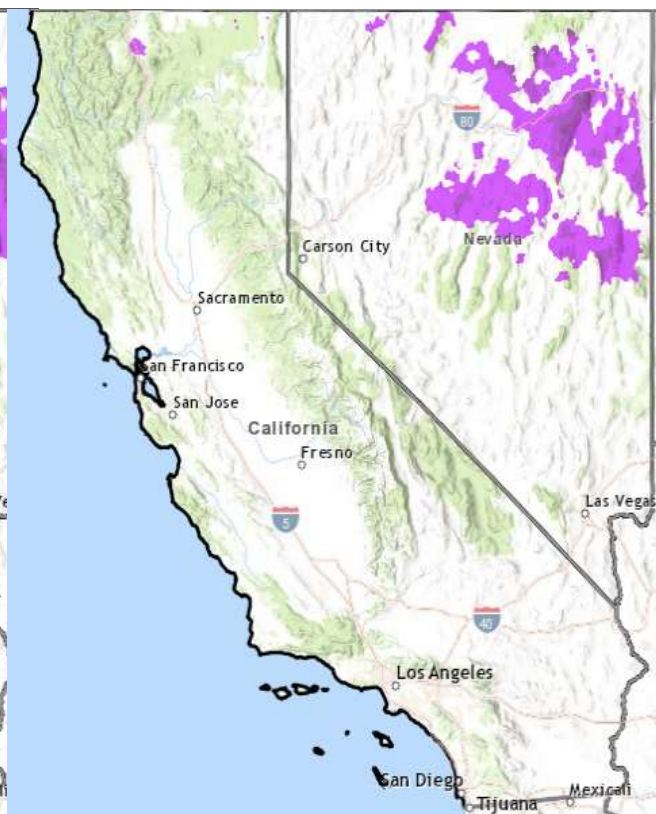 80
Carson City
Nevada
Sacramento
San Francisco
San Jose
California
Fresno
Las Vegas
5
40
Los Angeles
San Diego
Tijuana
Mexicali